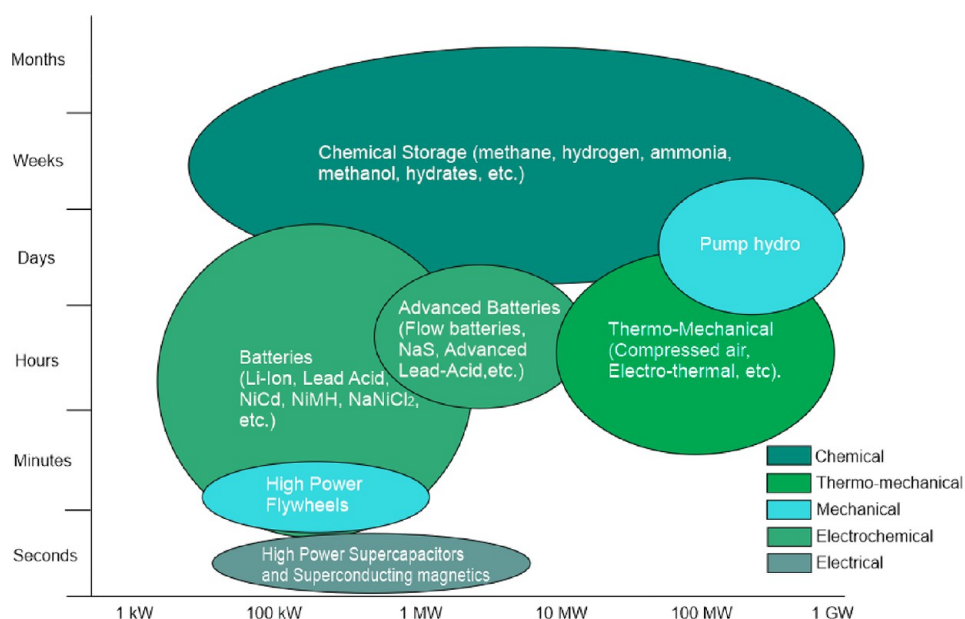 Months
Weeks
Days
Hours
Minutes
Seconds
Chemical Storage (methane, hydrogen, ammonia,
methanol, hydrates, etc.)
Pump hydro
Advanced Batteries
(Flow batteries,
NaS, Advanced
Lead-Acid,etc.)
Thermo-Mechanical
(Compressed air,
Electro-thermal, etc).
Batteries
(Li-Ion, Lead Acid,
NiCd, NiMH, NaNiCl2,
etc.)
High Power
Flywheels
High Power Supercapacitors
and Superconducting magnetics
Chemical
Thermo-mechanical
Mechanical
Electrochemical
Electrical
1 kW
100 kW
1 MW
10 MW
100 MW
1 GW